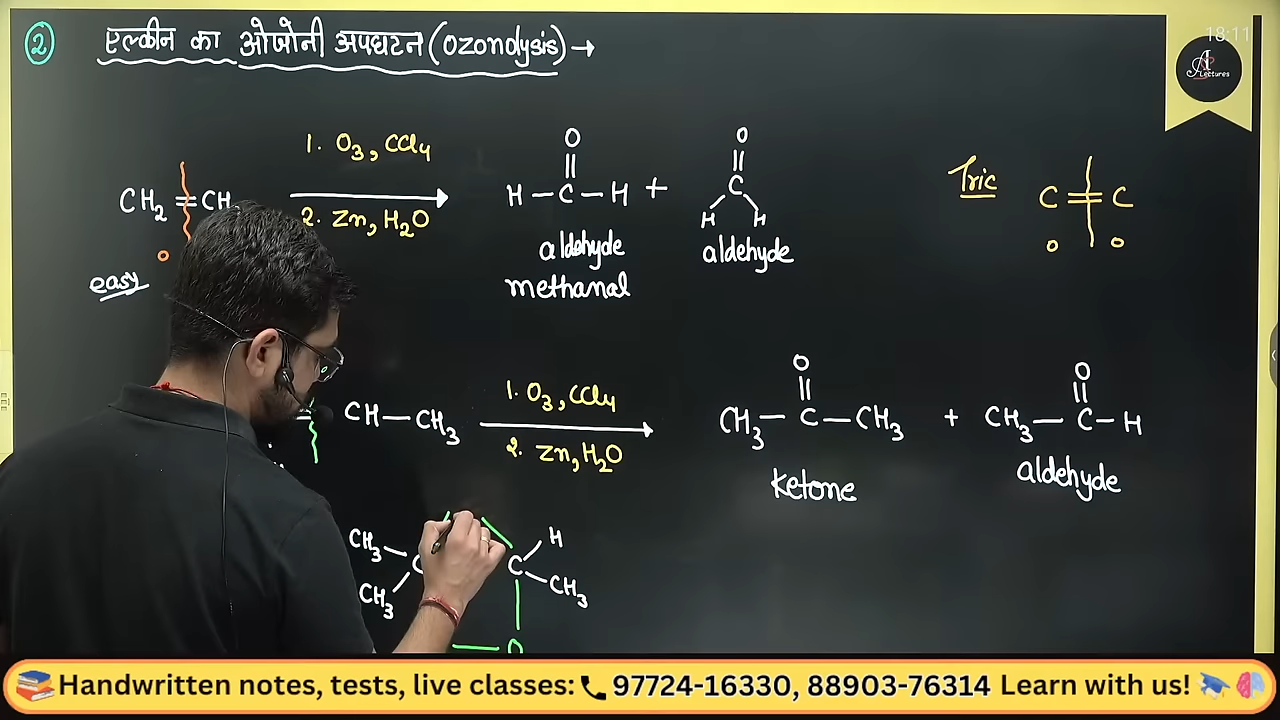 ② एल्कीन का ओजोनी अपघटन (ozonolysis) →
18:11
A Lectures
1. O3, CCl4
CH2 = CH
2. Zn, H2O
O
easy
O
H – C – H + C
H H
aldehyde
methanal
O
aldehyde
Tric
C = C
O O
CH – CH3
1. O3, CCl4
2. Zn, H2O
O
CH3 – C – CH3 +
Ketone
O
CH3 – C – H
aldehyde
CH3
CH3
C
C
H
CH3
O
Handwritten notes, tests, live classes: 97724-16330, 88903-76314 Learn with us!